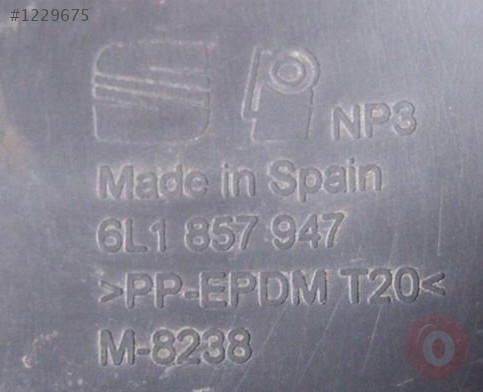 #1229675
NP3
Made in Spain
6L1 857 947
>PP-EPDM T20<
M-8238